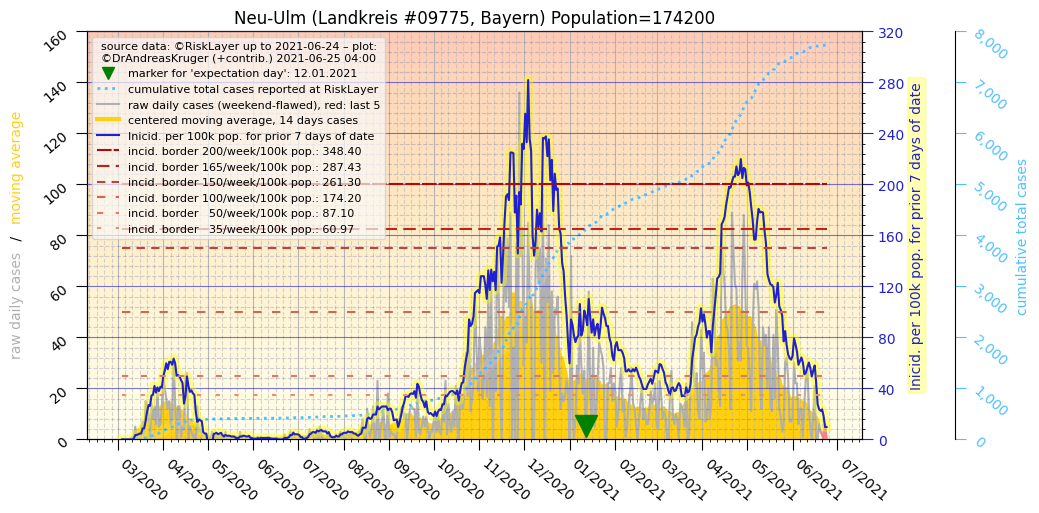 Neu-Ulm (Landkreis #09775, Bayern) Population=174200
source data: ©RiskLayer up to 2021-06-24 – plot:
©DrAndreasKruger (+contrib.) 2021-06-25 04:00
marker for 'expectation day': 12.01.2021
cumulative total cases reported at RiskLayer
raw daily cases (weekend-flawed), red: last 5
centered moving average, 14 days cases
Inicid. per 100k pop. for prior 7 days of date
incid. border 200/week/100k pop.: 348.40
incid. border 165/week/100k pop.: 287.43
incid. border 150/week/100k pop.: 261.30
incid. border 100/week/100k pop.: 174.20
incid. border   50/week/100k pop.: 87.10
incid. border   35/week/100k pop.: 60.97
raw daily cases  /  moving average
160
140
120
100
80
60
40
20
0
03/2020
04/2020
05/2020
06/2020
07/2020
08/2020
09/2020
10/2020
11/2020
12/2020
01/2021
02/2021
03/2021
04/2021
05/2021
06/2021
07/2021
320
280
240
200
160
120
80
40
0
Inicid. per 100k pop. for prior 7 days of date
8,000
7,000
6,000
5,000
4,000
3,000
2,000
1,000
0
cumulative total cases